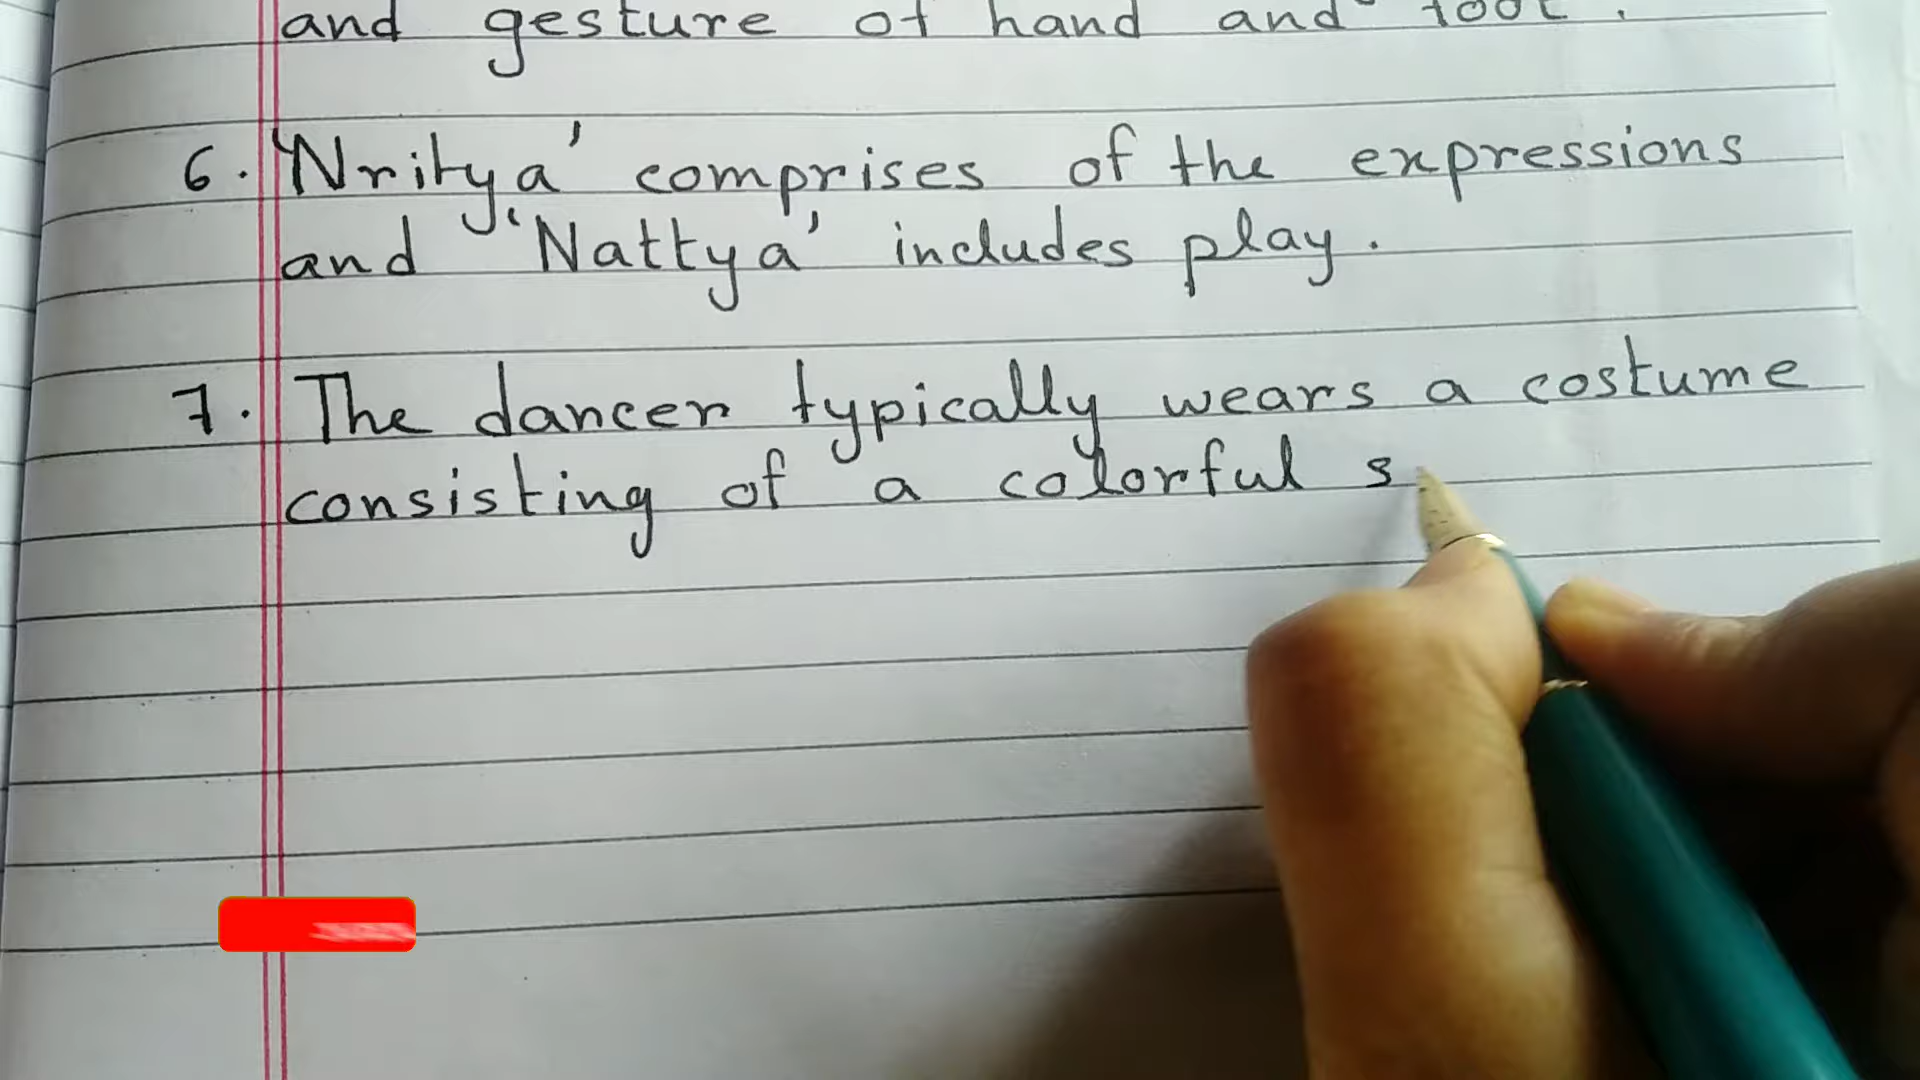 and gesture of hand and foot.
6. 'Nritya' comprises of the expressions
and 'Nattya' includes play.
7. The dancer typically wears a costume
consisting of a colorful s